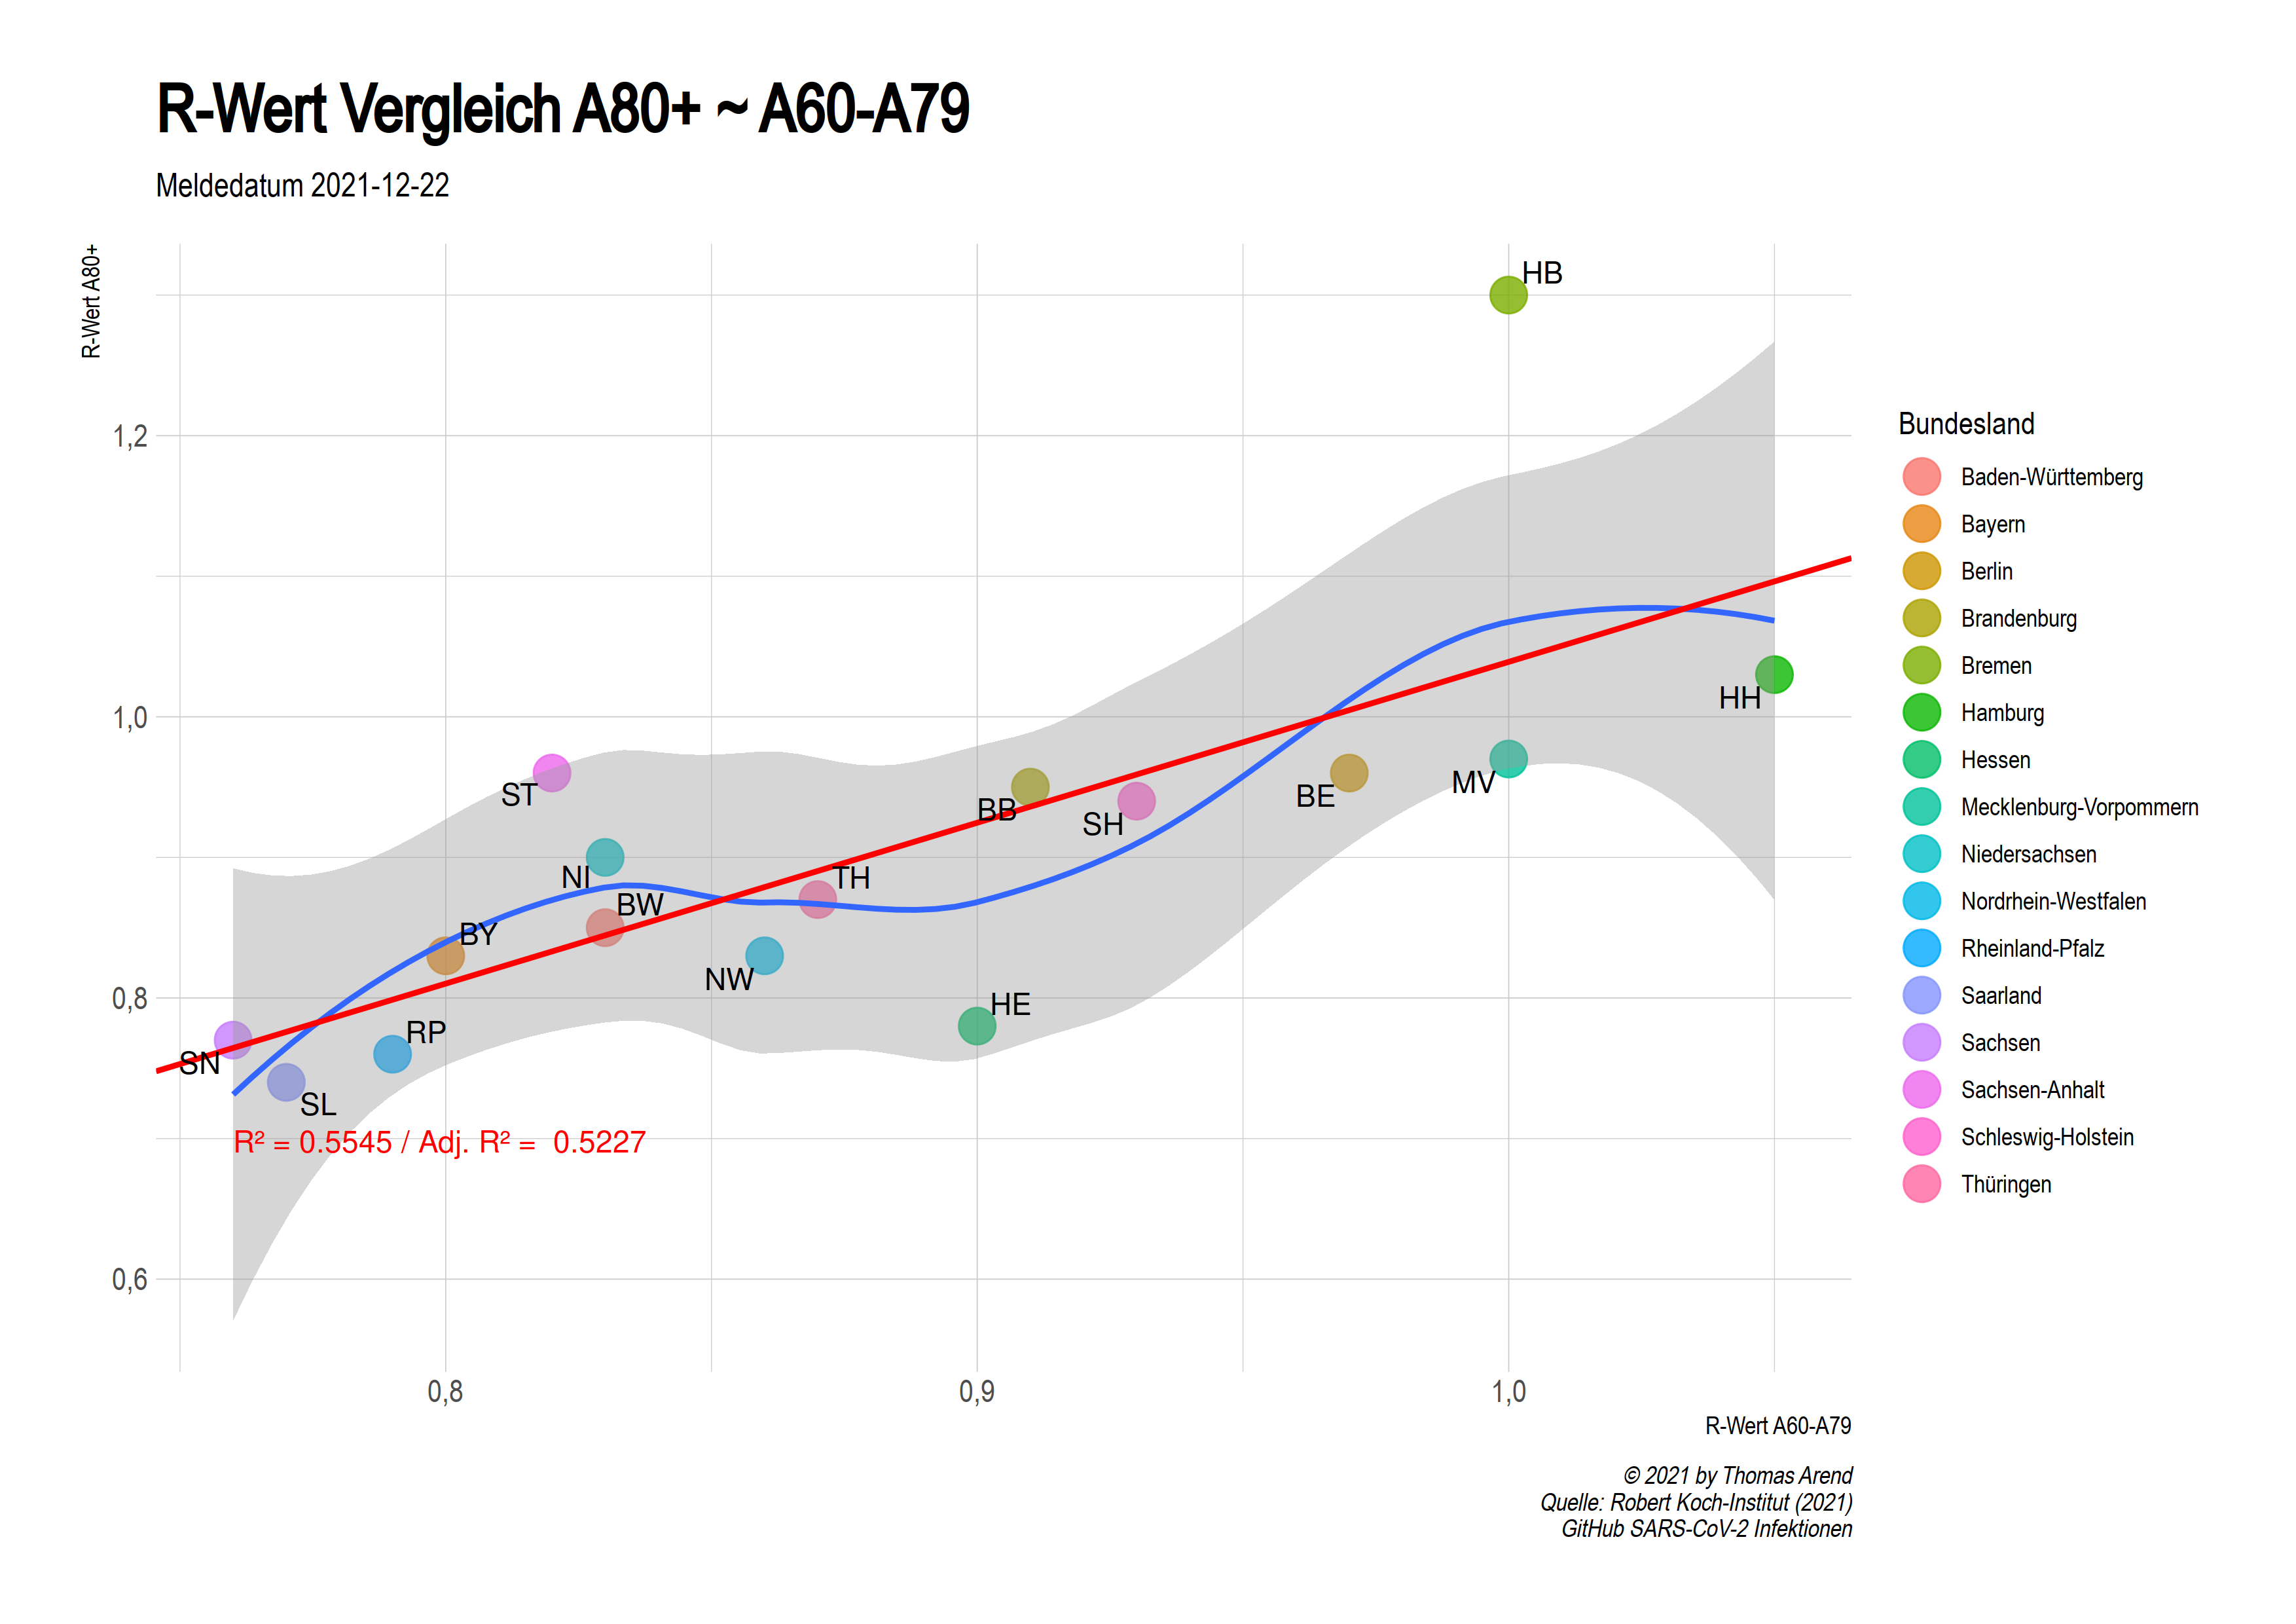 R-Wert Vergleich A80+ ~ A60-A79
Meldedatum 2021-12-22
R-Wert A80+
1,2
1,0
0,8
0,6
HB
HH
ST
BB
SH
BE
MV
NI
TH
BW
BY
NW
HE
RP
SN
SL
R² = 0.5545 / Adj. R² =  0.5227
0,8
0,9
1,0
R-Wert A60-A79
Bundesland
Baden-Württemberg
Bayern
Berlin
Brandenburg
Bremen
Hamburg
Hessen
Mecklenburg-Vorpommern
Niedersachsen
Nordrhein-Westfalen
Rheinland-Pfalz
Saarland
Sachsen
Sachsen-Anhalt
Schleswig-Holstein
Thüringen
© 2021 by Thomas Arend
Quelle: Robert Koch-Institut (2021)
GitHub SARS-CoV-2 Infektionen